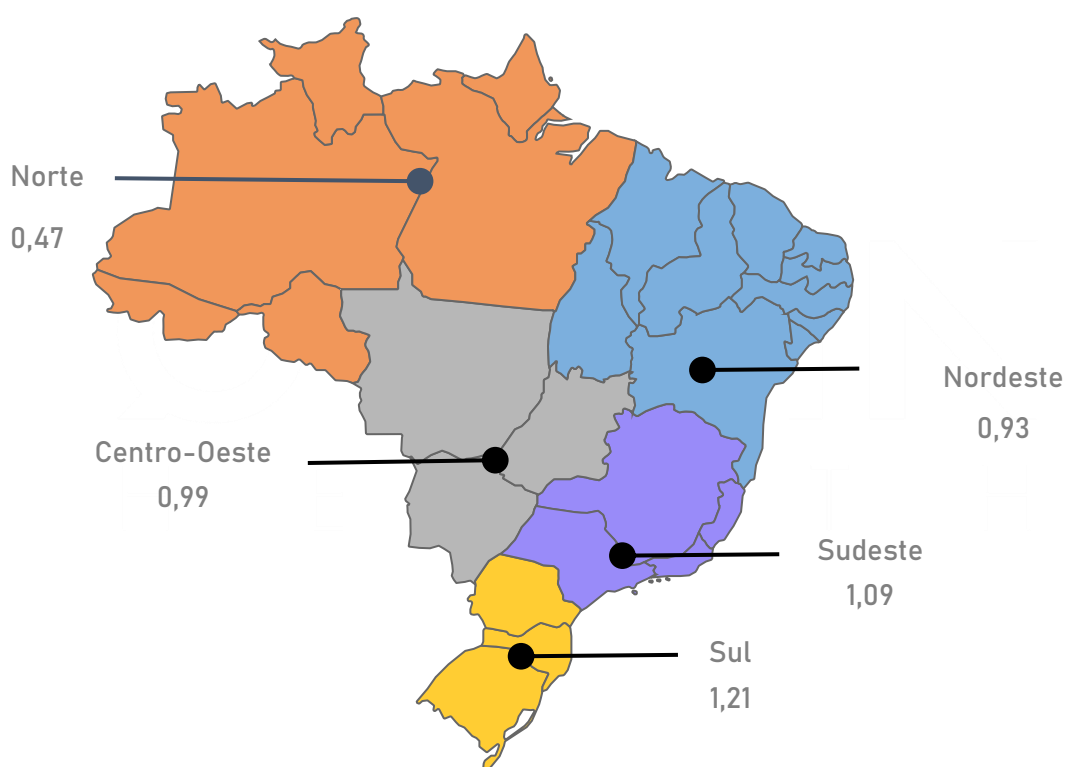 Norte
0,47
Nordeste
0,93
Centro-Oeste
0,99
Sudeste
1,09
Sul
1,21